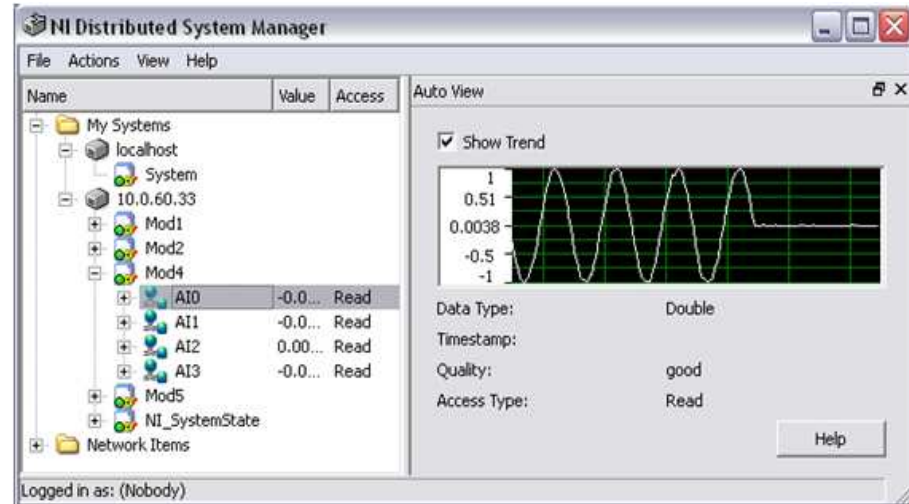 NI Distributed System Manager
File Actions View Help
Name Value Access
My Systems
localhost
System
10.0.60.33
Mod1
Mod2
Mod4
AI0 -0.0... Read
AI1 -0.0... Read
AI2 0.00... Read
AI3 -0.0... Read
Mod5
NI_SystemState
Network Items
Auto View
Show Trend
1
0.51
0.0038
-0.5
-1
Data Type: Double
Timestamp:
Quality: good
Access Type: Read
Help
Logged in as: (Nobody)